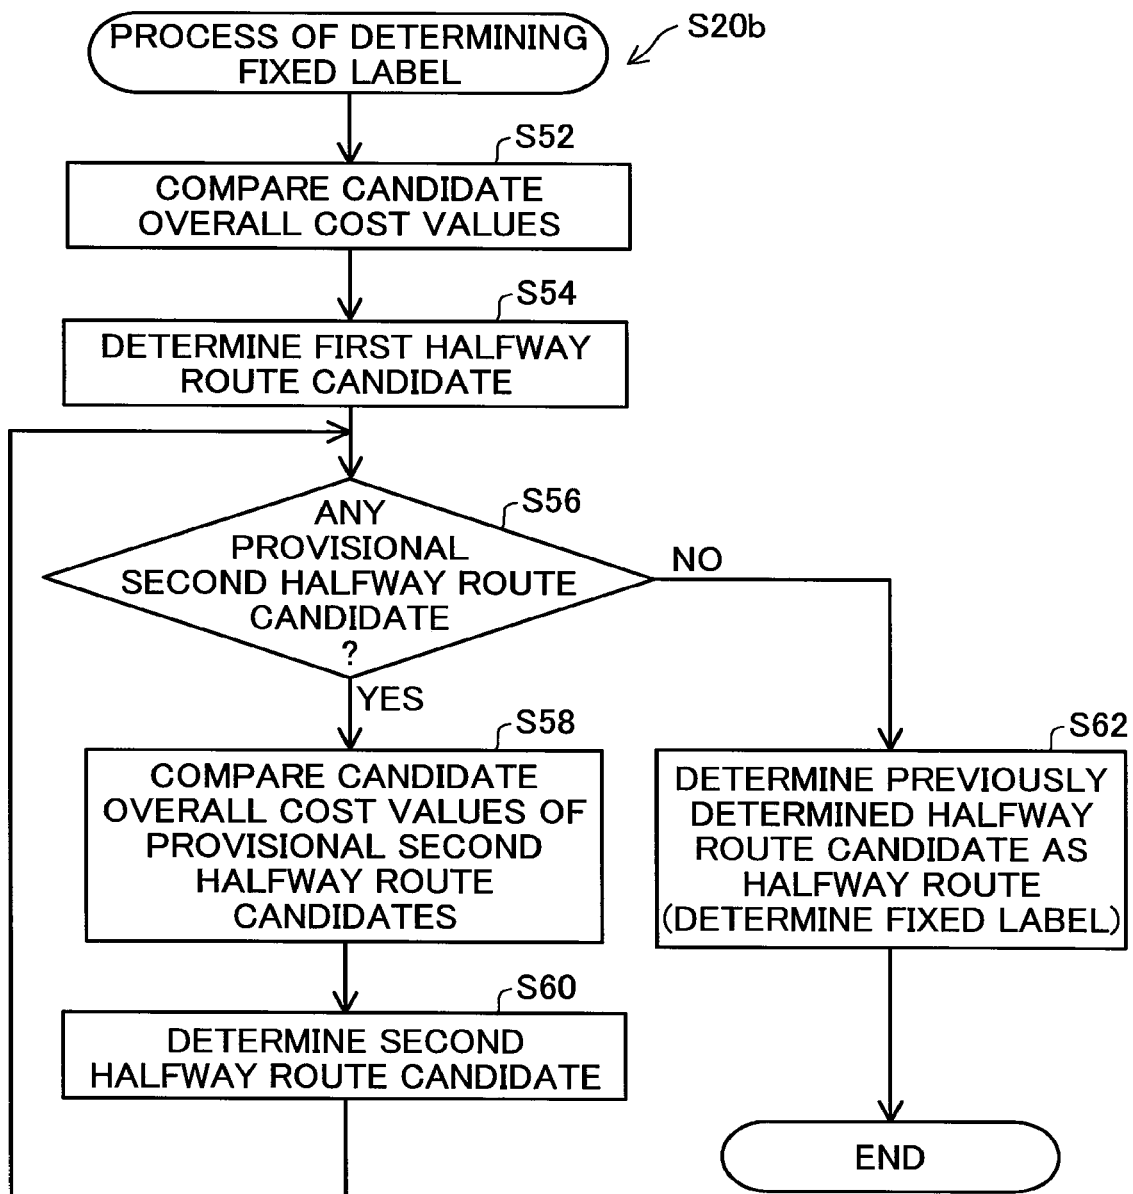 PROCESS OF DETERMINING
FIXED LABEL
S20b
S52
COMPARE CANDIDATE
OVERALL COST VALUES
S54
DETERMINE FIRST HALFWAY
ROUTE CANDIDATE
S56
ANY
PROVISIONAL
SECOND HALFWAY ROUTE
CANDIDATE
?
NO
YES
S58
COMPARE CANDIDATE
OVERALL COST VALUES OF
PROVISIONAL SECOND
HALFWAY ROUTE
CANDIDATES
S62
DETERMINE PREVIOUSLY
DETERMINED HALFWAY
ROUTE CANDIDATE AS
HALFWAY ROUTE
(DETERMINE FIXED LABEL)
S60
DETERMINE SECOND
HALFWAY ROUTE CANDIDATE
END